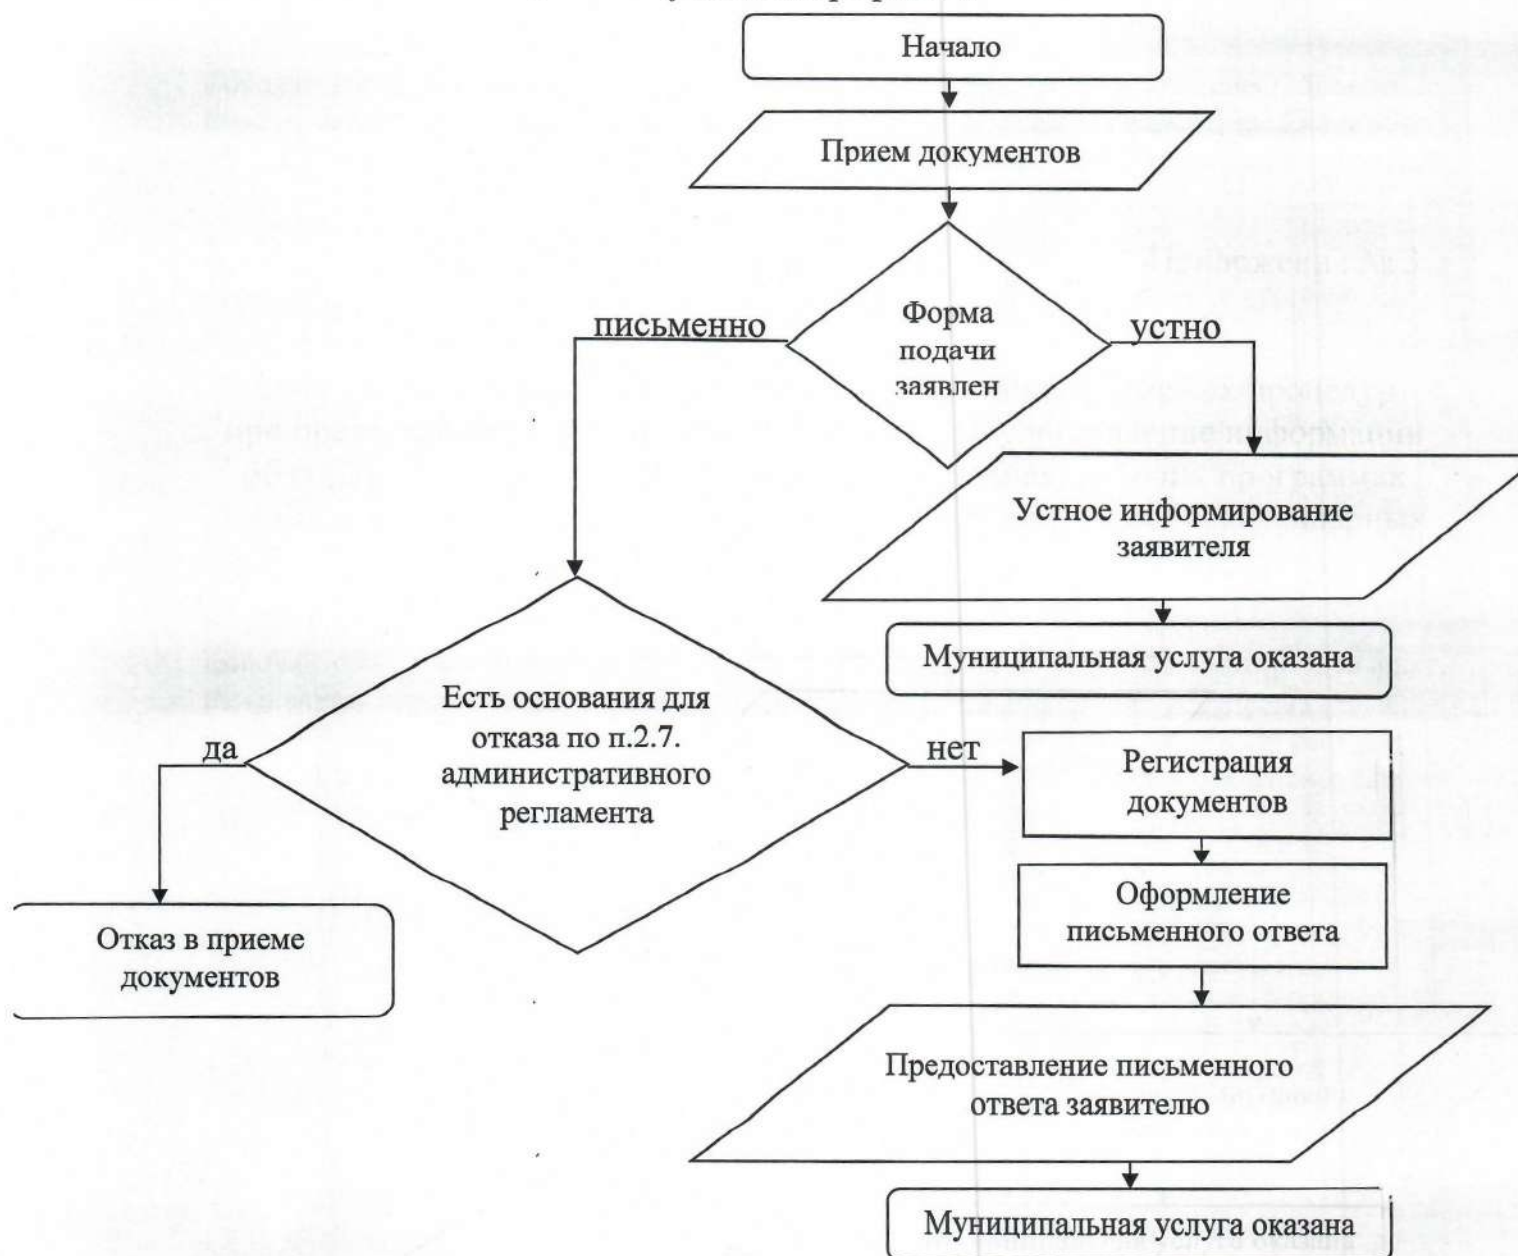 Начало
Прием документов
Форма
подачи
заявлен
письменно
устно
Устное информирование
заявителя
Муниципальная услуга оказана
Есть основания для
отказа по п.2.7.
административного
регламента
да
нет
Регистрация
документов
Оформление
письменного ответа
Отказ в приеме
документов
Предоставление письменного
ответа заявителю
Муниципальная услуга оказана